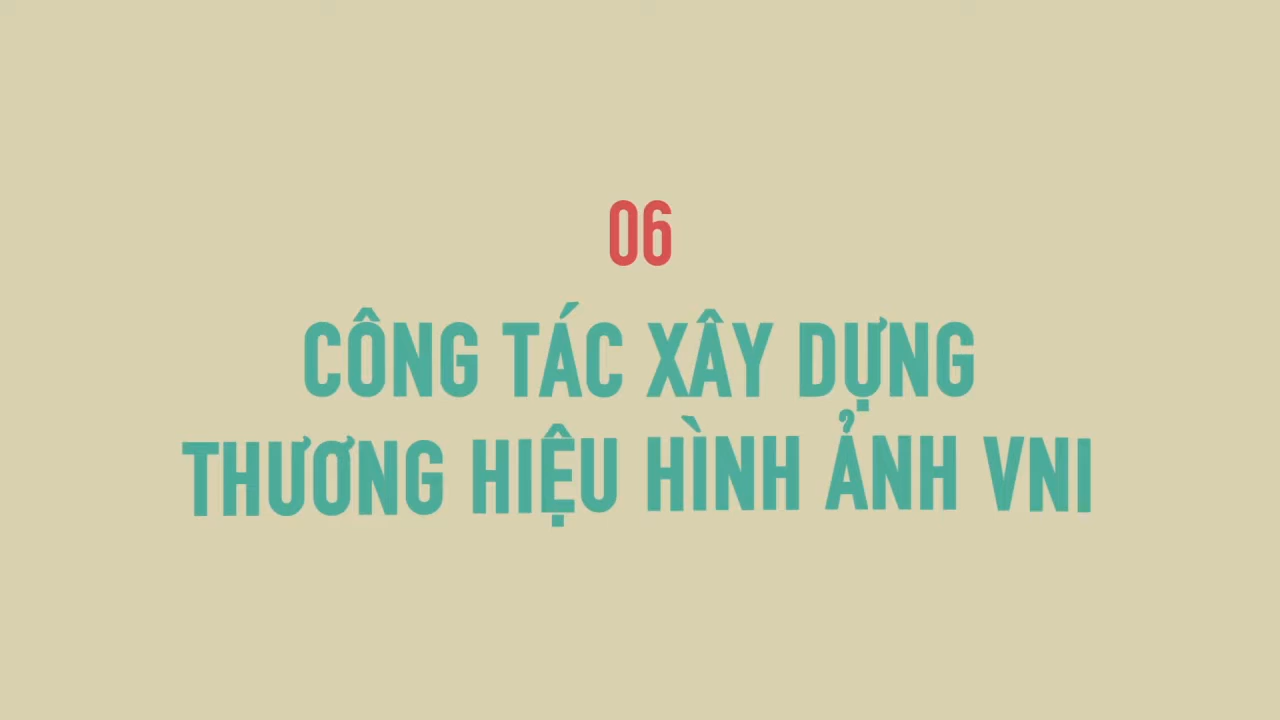 06
CÔNG TÁC XÂY DỰNG
THƯƠNG HIỆU HÌNH ẢNH VNI